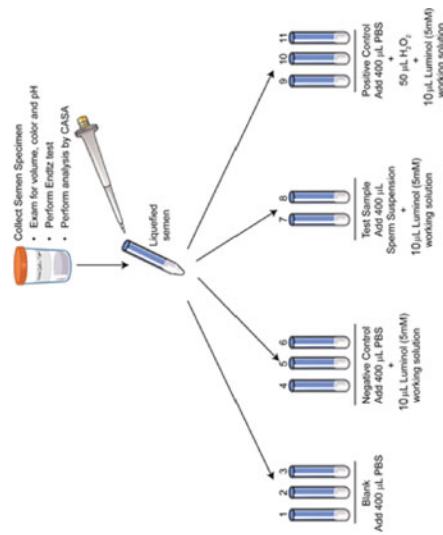 Collect Semen Specimen
• Exam for volume, color and pH
• Perform Endtz test
• Perform analysis by CASA
Liquefied
semen
1 2 3
Blank
Add 400 µL PBS
4 5 6
Negative Control
Add 400 µL PBS
+
10 µL Luminol (5mM)
working solution
7 8
Test Sample
Add 400 µL
Sperm Suspension
+
10 µL Luminol (5mM)
working solution
9 10 11
Positive Control
Add 400 µL PBS
+
50 µL H₂O₂
+
10 µL Luminol (5mM)
working solution